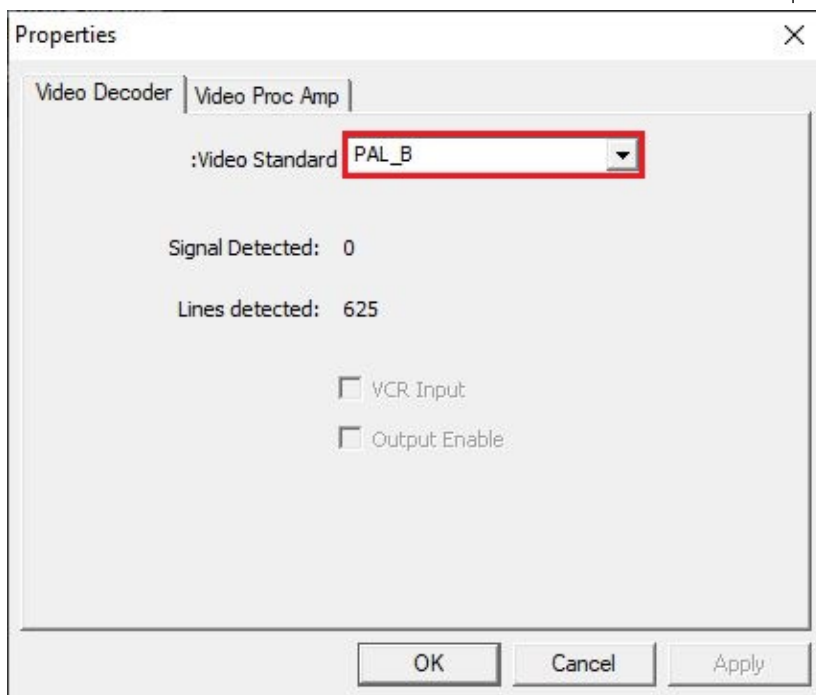 Properties
Video Decoder Video Proc Amp
:Video Standard PAL_B
Signal Detected: 0
Lines detected: 625
VCR Input
Output Enable
OK Cancel Apply